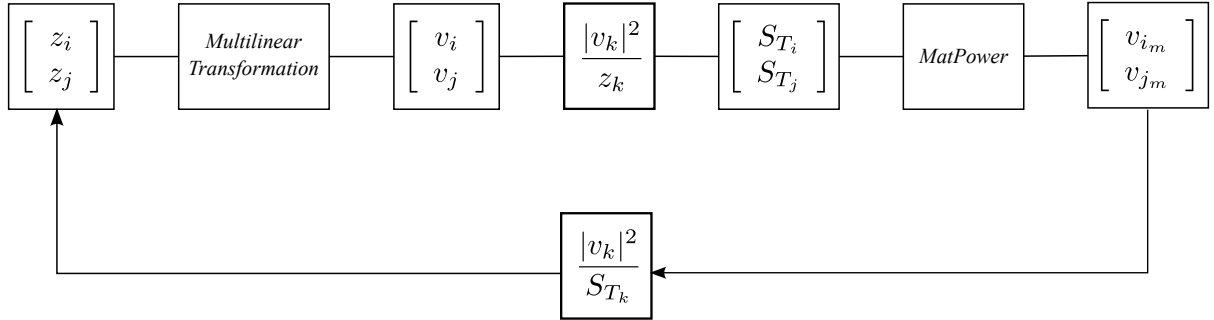 [ z_i z_j ]
Multilinear
Transformation
[ v_i v_j ]
|v_k|^2 / z_k
[ S_{T_i} S_{T_j} ]
MatPower
[ v_{i_m} v_{j_m} ]
|v_k|^2 / S_{T_k}